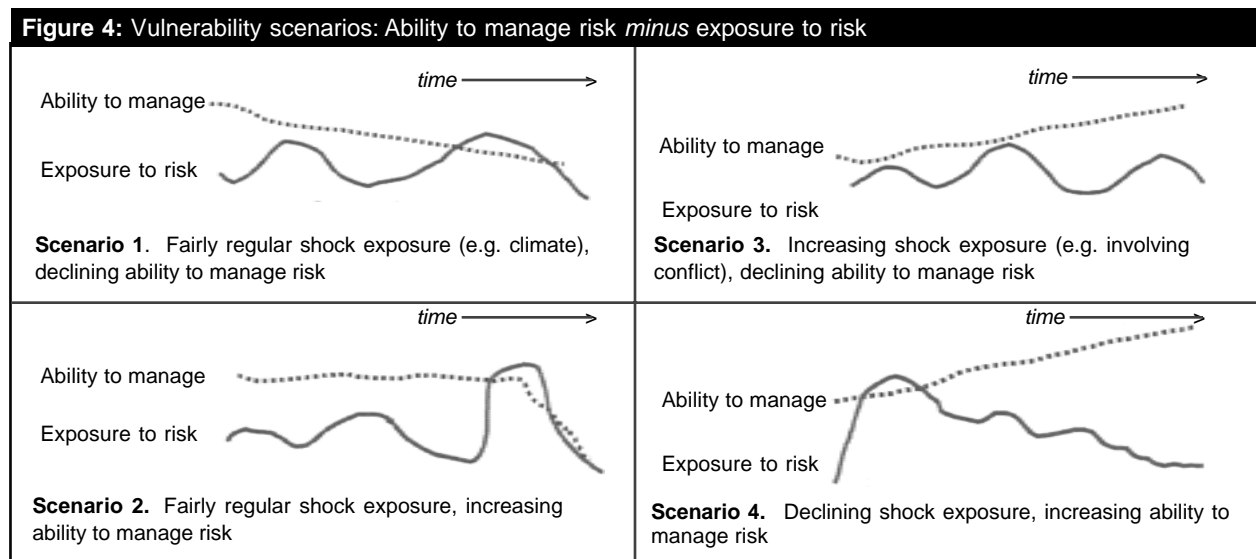 Figure 4: Vulnerability scenarios: Ability to manage risk minus exposure to risk
time
Ability to manage
Exposure to risk
Scenario 1. Fairly regular shock exposure (e.g. climate),
declining ability to manage risk
time
Ability to manage
Exposure to risk
Scenario 3. Increasing shock exposure (e.g. involving
conflict), declining ability to manage risk
time
Ability to manage
Exposure to risk
Scenario 2. Fairly regular shock exposure, increasing
ability to manage risk
time
Ability to manage
Exposure to risk
Scenario 4. Declining shock exposure, increasing ability to
manage risk